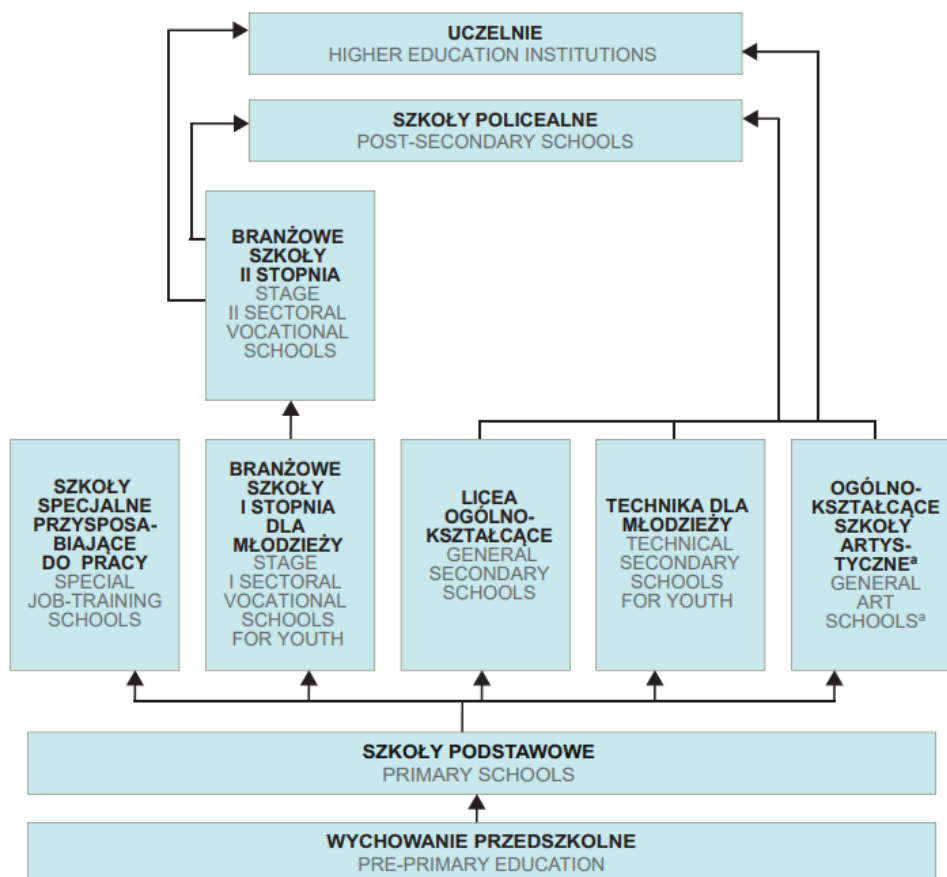 UCZELNIE
HIGHER EDUCATION INSTITUTIONS
SZKOŁY POLICEALNE
POST-SECONDARY SCHOOLS
BRANŻOWE
SZKOŁY
II STOPNIA
STAGE
II SECTORAL
VOCATIONAL
SCHOOLS
SZKOŁY
SPECJALNE
PRZYSPOSA-
BIAJĄCE
DO PRACY
SPECIAL
JOB-TRAINING
SCHOOLS
BRANŻOWE
SZKOŁY
I STOPNIA
DLA
MŁODZIEŻY
STAGE
I SECTORAL
VOCATIONAL
SCHOOLS
FOR YOUTH
LICEA
OGÓLNO-
KSZTAŁCĄCE
GENERAL
SECONDARY
SCHOOLS
TECHNIKA DLA
MŁODZIEŻY
TECHNICAL
SECONDARY
SCHOOLS
FOR YOUTH
OGÓLNO-
KSZTAŁCĄCE
SZKOŁY
ARTYS-
TYCZNEᵃ
GENERAL
ART
SCHOOLSᵃ
SZKOŁY PODSTAWOWE
PRIMARY SCHOOLS
WYCHOWANIE PRZEDSZKOLNE
PRE-PRIMARY EDUCATION